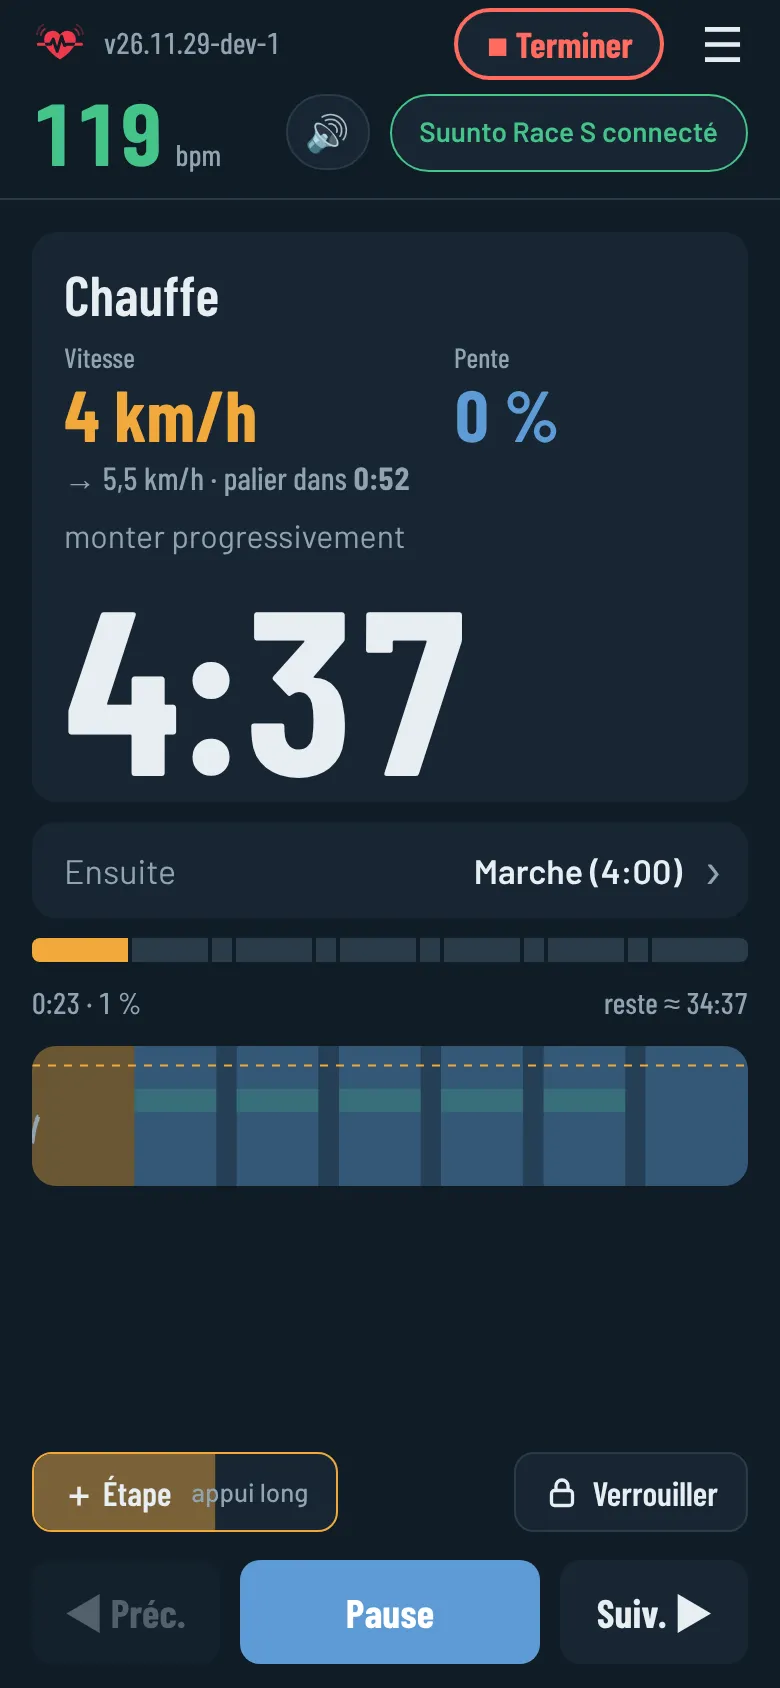 v26.11.29-dev-1
■ Terminer
119 bpm
Suunto Race S connecté
Chauffe
Vitesse
Pente
4 km/h
0 %
→ 5,5 km/h · palier dans 0:52
monter progressivement
4:37
Ensuite
Marche (4:00) ›
0:23 · 1 %
reste ≈ 34:37
+ Étape appui long
Verrouiller
◀ Préc.
Pause
Suiv. ▶